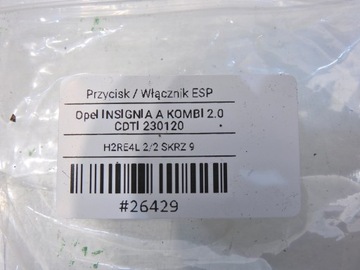 Przycisk / Włącznik ESP
Opel INSIGNIA A KOMBI 2.0
CDTI 230120
H2RE4L 2/2 SKRZ 9
#26429